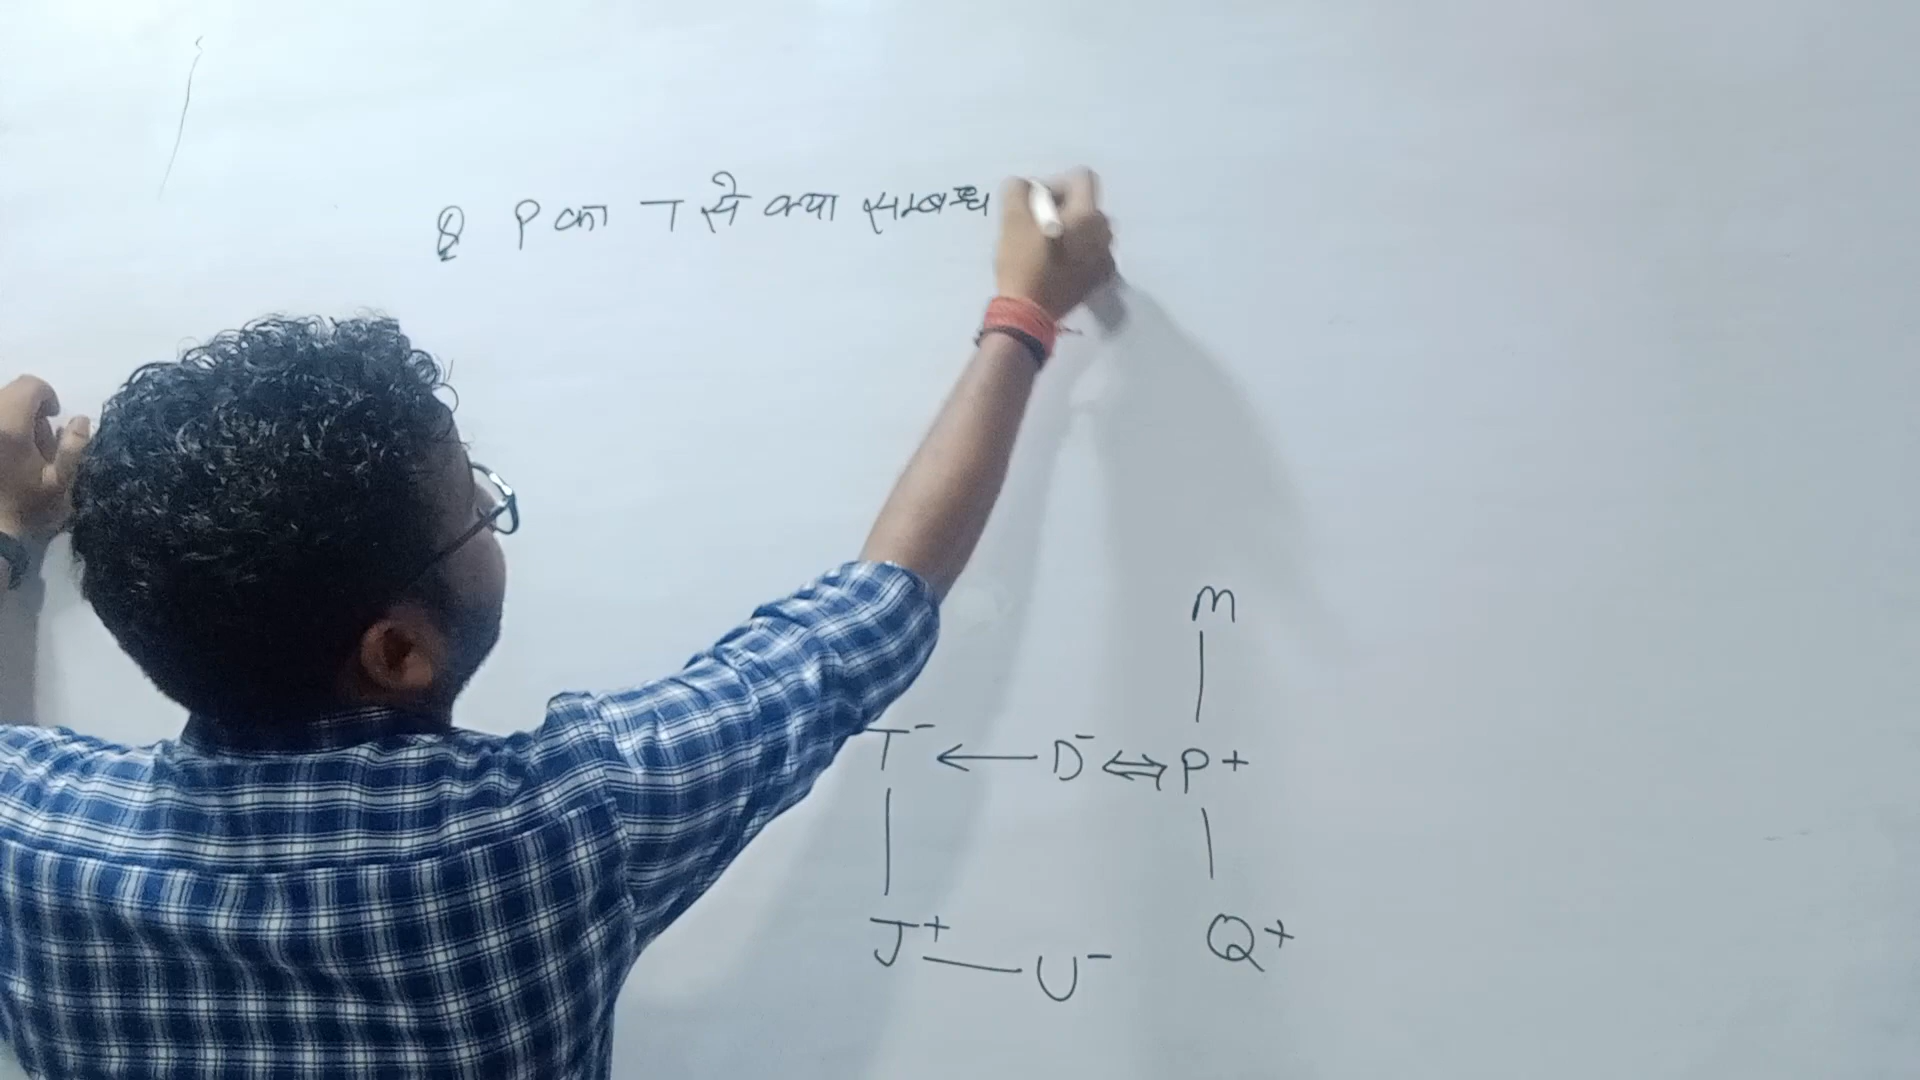 Q P का T से क्या सम्बन्ध
M
T- ← D- ⇔ P+
J+ — U- Q+